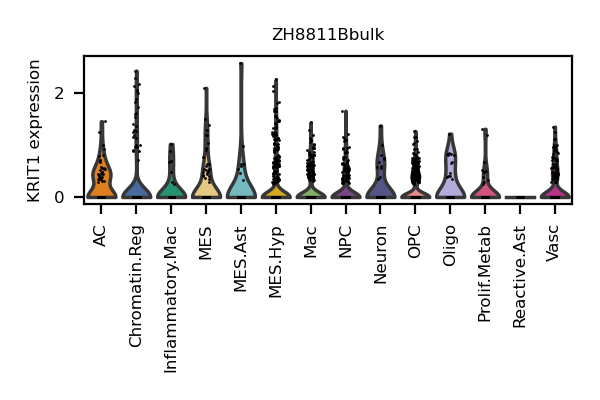 ZH8811Bbulk
KRIT1 expression
2
0
AC
Chromatin.Reg
Inflammatory.Mac
MES
MES.Ast
MES.Hyp
Mac
NPC
Neuron
OPC
Oligo
Prolif.Metab
Reactive.Ast
Vasc